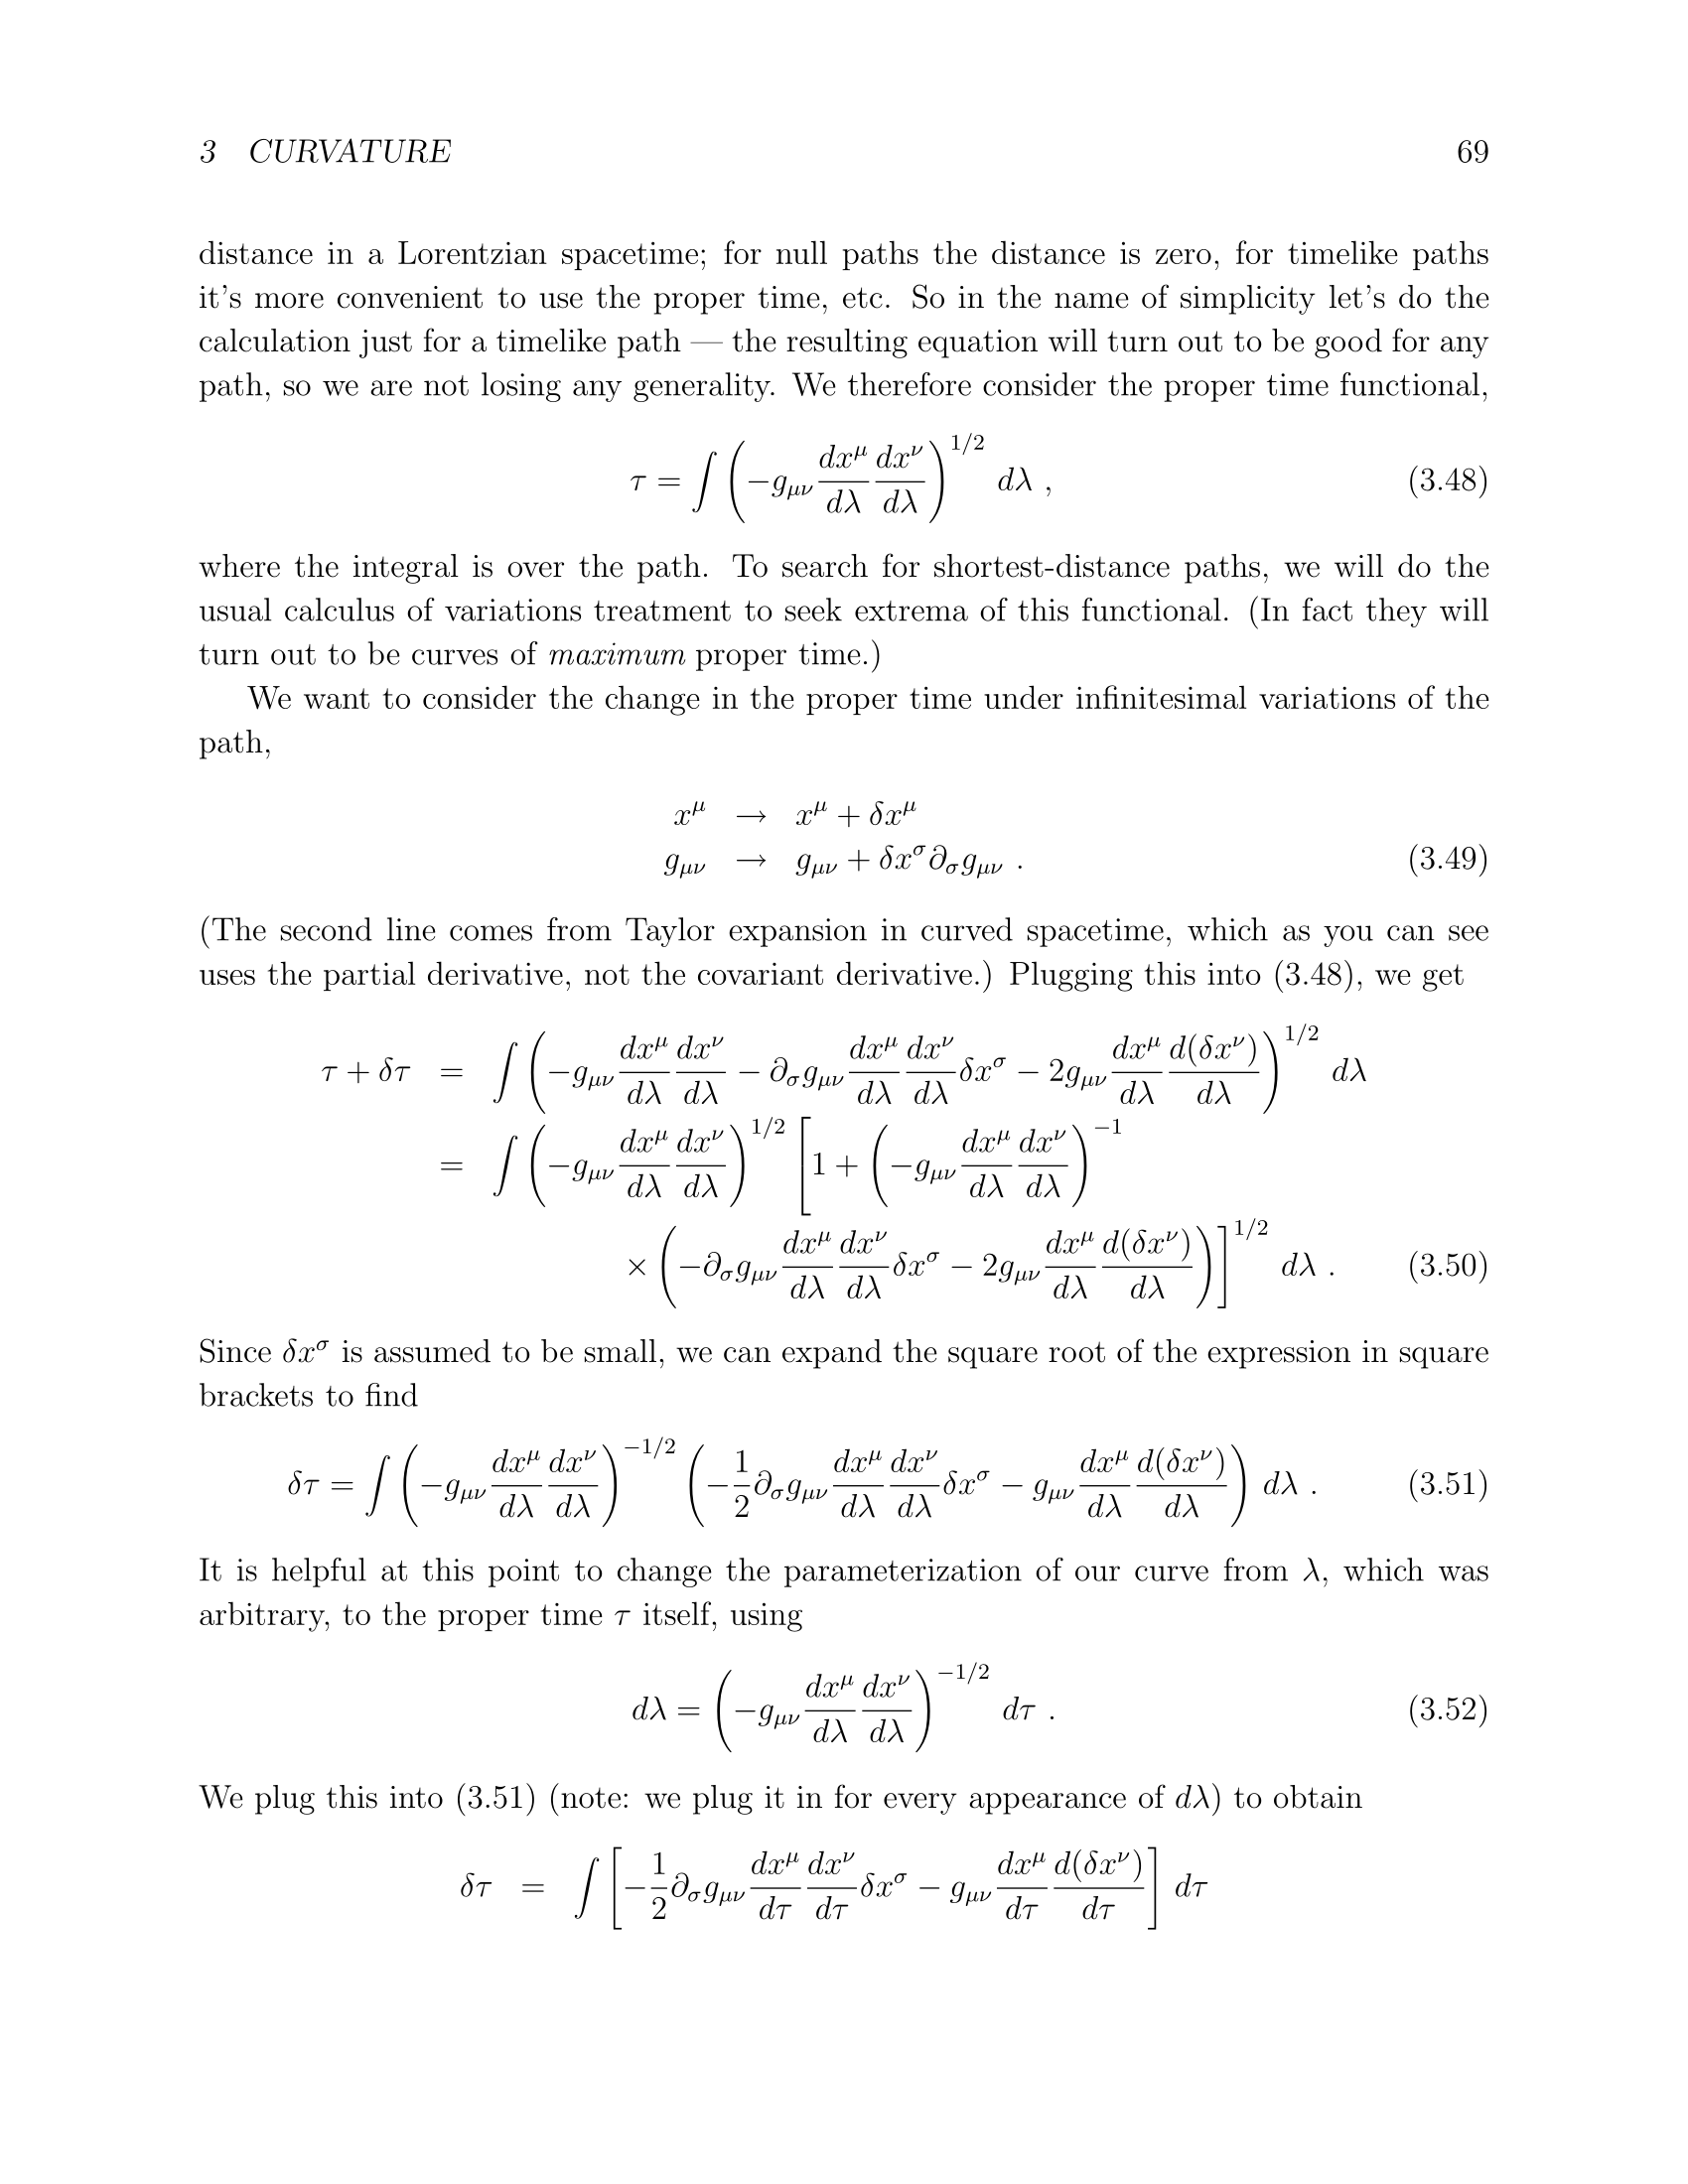 3 CURVATURE 69
distance in a Lorentzian spacetime; for null paths the distance is zero, for timelike paths
it's more convenient to use the proper time, etc. So in the name of simplicity let's do the
calculation just for a timelike path — the resulting equation will turn out to be good for any
path, so we are not losing any generality. We therefore consider the proper time functional,
$\tau = \int \left(-g_{\mu\nu}\frac{dx^\mu}{d\lambda}\frac{dx^\nu}{d\lambda}\right)^{1/2} d\lambda\ ,$ (3.48)
where the integral is over the path. To search for shortest-distance paths, we will do the
usual calculus of variations treatment to seek extrema of this functional. (In fact they will
turn out to be curves of maximum proper time.)
We want to consider the change in the proper time under infinitesimal variations of the
path,
$x^\mu \rightarrow x^\mu + \delta x^\mu$
$g_{\mu\nu} \rightarrow g_{\mu\nu} + \delta x^\sigma \partial_\sigma g_{\mu\nu}\ .$ (3.49)
(The second line comes from Taylor expansion in curved spacetime, which as you can see
uses the partial derivative, not the covariant derivative.) Plugging this into (3.48), we get
$\tau + \delta\tau = \int \left(-g_{\mu\nu}\frac{dx^\mu}{d\lambda}\frac{dx^\nu}{d\lambda} - \partial_\sigma g_{\mu\nu}\frac{dx^\mu}{d\lambda}\frac{dx^\nu}{d\lambda}\delta x^\sigma - 2g_{\mu\nu}\frac{dx^\mu}{d\lambda}\frac{d(\delta x^\nu)}{d\lambda}\right)^{1/2} d\lambda$
$= \int \left(-g_{\mu\nu}\frac{dx^\mu}{d\lambda}\frac{dx^\nu}{d\lambda}\right)^{1/2} \left[1 + \left(-g_{\mu\nu}\frac{dx^\mu}{d\lambda}\frac{dx^\nu}{d\lambda}\right)^{-1}\right.$
$\left.\times \left(-\partial_\sigma g_{\mu\nu}\frac{dx^\mu}{d\lambda}\frac{dx^\nu}{d\lambda}\delta x^\sigma - 2g_{\mu\nu}\frac{dx^\mu}{d\lambda}\frac{d(\delta x^\nu)}{d\lambda}\right)\right]^{1/2} d\lambda\ .$ (3.50)
Since $\delta x^\sigma$ is assumed to be small, we can expand the square root of the expression in square
brackets to find
$\delta\tau = \int \left(-g_{\mu\nu}\frac{dx^\mu}{d\lambda}\frac{dx^\nu}{d\lambda}\right)^{-1/2} \left(-\frac{1}{2}\partial_\sigma g_{\mu\nu}\frac{dx^\mu}{d\lambda}\frac{dx^\nu}{d\lambda}\delta x^\sigma - g_{\mu\nu}\frac{dx^\mu}{d\lambda}\frac{d(\delta x^\nu)}{d\lambda}\right) d\lambda\ .$ (3.51)
It is helpful at this point to change the parameterization of our curve from $\lambda$, which was
arbitrary, to the proper time $\tau$ itself, using
$d\lambda = \left(-g_{\mu\nu}\frac{dx^\mu}{d\lambda}\frac{dx^\nu}{d\lambda}\right)^{-1/2} d\tau\ .$ (3.52)
We plug this into (3.51) (note: we plug it in for every appearance of $d\lambda$) to obtain
$\delta\tau = \int \left[-\frac{1}{2}\partial_\sigma g_{\mu\nu}\frac{dx^\mu}{d\tau}\frac{dx^\nu}{d\tau}\delta x^\sigma - g_{\mu\nu}\frac{dx^\mu}{d\tau}\frac{d(\delta x^\nu)}{d\tau}\right] d\tau$